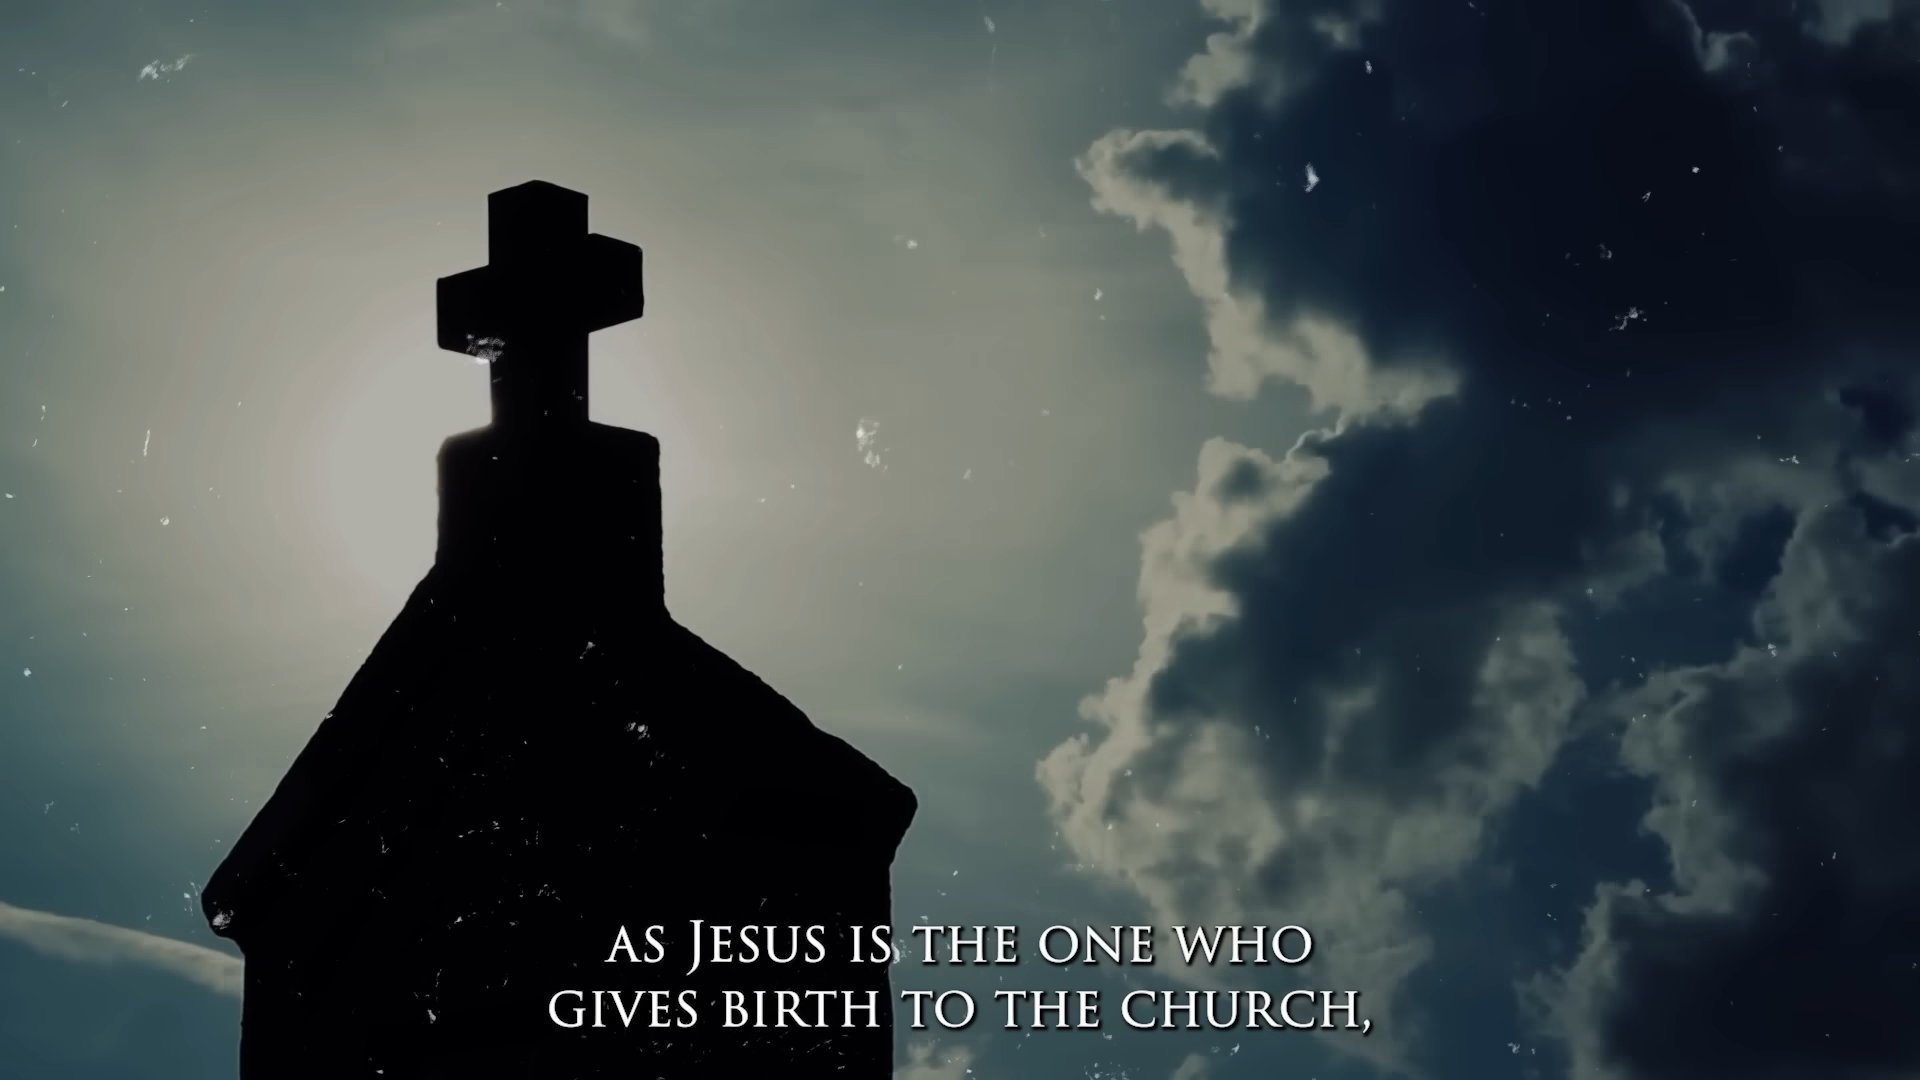 as Jesus is the one who
gives birth to the church,